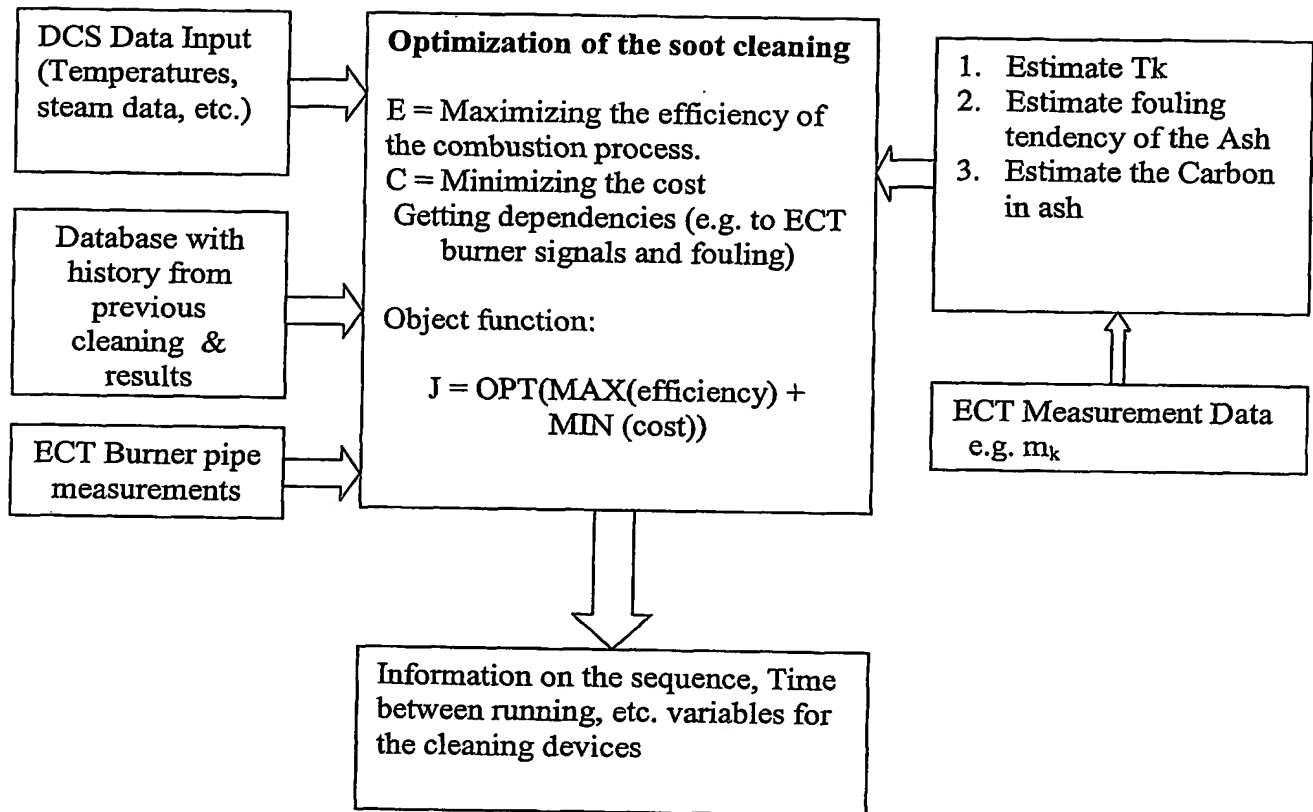 DCS Data Input
(Temperatures,
steam data, etc.)
Database with
history from
previous
cleaning &
results
ECT Burner pipe
measurements
Optimization of the soot cleaning
E = Maximizing the efficiency of
the combustion process.
C = Minimizing the cost
Getting dependencies (e.g. to ECT
burner signals and fouling)
Object function:
J = OPT(MAX(efficiency) +
MIN (cost))
1. Estimate Tk
2. Estimate fouling
tendency of the Ash
3. Estimate the Carbon
in ash
ECT Measurement Data
e.g. mk
Information on the sequence, Time
between running, etc. variables for
the cleaning devices